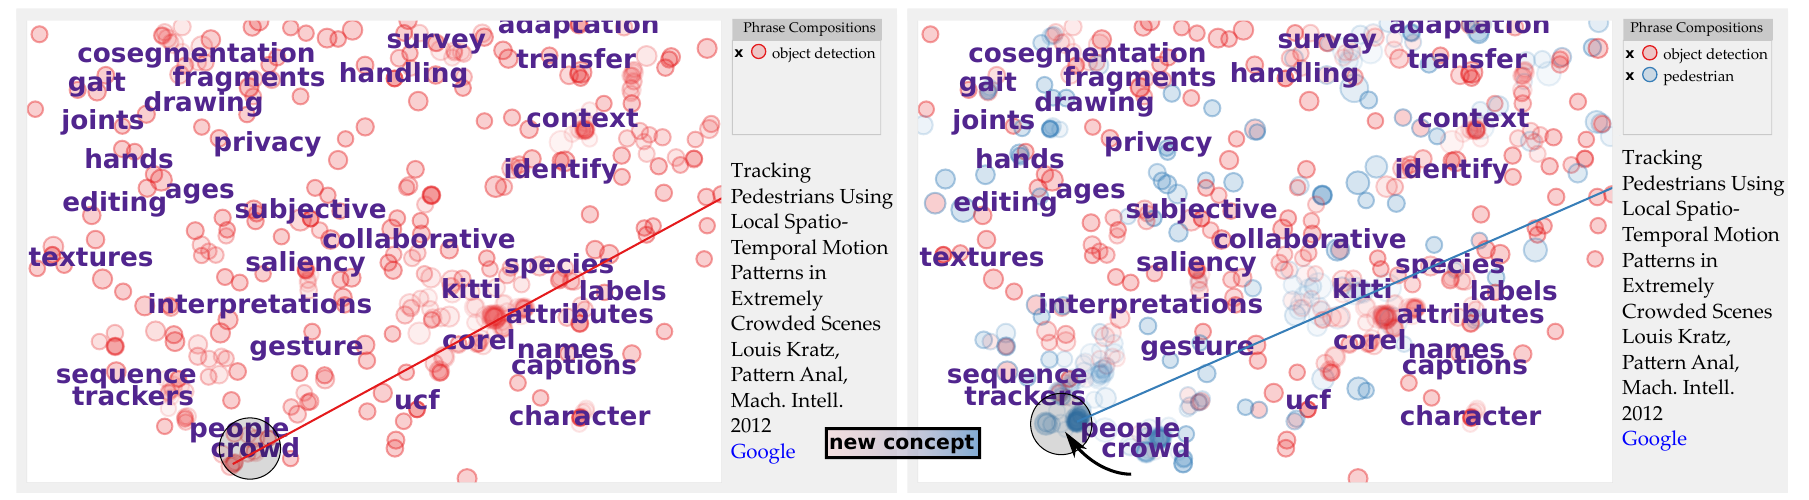 adaptation
survey
cosegmentation
transfer
gait
fragments
handling
drawing
joints
context
privacy
hands
identify
editing
ages
subjective
collaborative
textures
saliency
species
kitti
labels
interpretations
attributes
corel
gesture
names
captions
sequence
trackers
ucf
character
people
crowd
Phrase Compositions
x object detection
Tracking
Pedestrians Using
Local Spatio-
Temporal Motion
Patterns in
Extremely
Crowded Scenes
Louis Kratz,
Pattern Anal,
Mach. Intell.
2012
Google
new concept
adaptation
survey
cosegmentation
transfer
gait
fragments
handling
drawing
joints
context
privacy
hands
identify
editing
ages
subjective
collaborative
textures
saliency
species
kitti
labels
interpretations
attributes
corel
gesture
names
captions
sequence
trackers
ucf
character
people
crowd
Phrase Compositions
x object detection
x pedestrian
Tracking
Pedestrians Using
Local Spatio-
Temporal Motion
Patterns in
Extremely
Crowded Scenes
Louis Kratz,
Pattern Anal,
Mach. Intell.
2012
Google